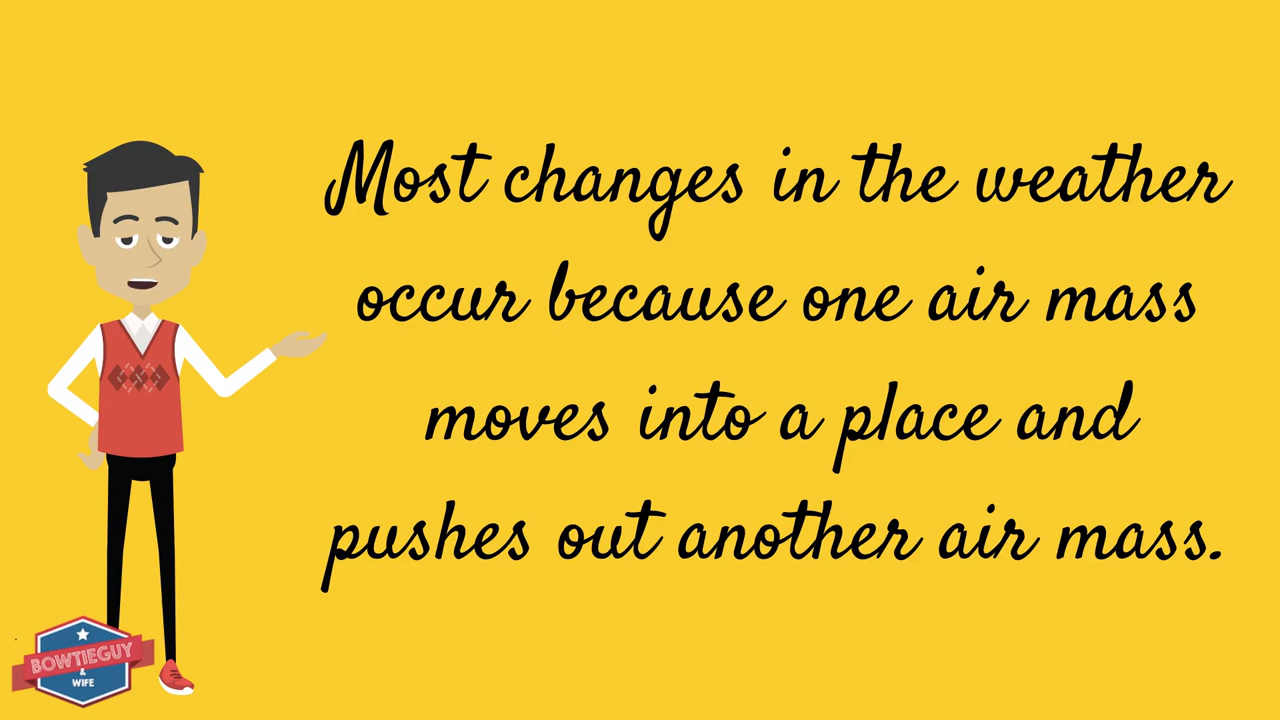 Most changes in the weather
occur because one air mass
moves into a place and
pushes out another air mass.
BOWTIEGUY
&
WIFE